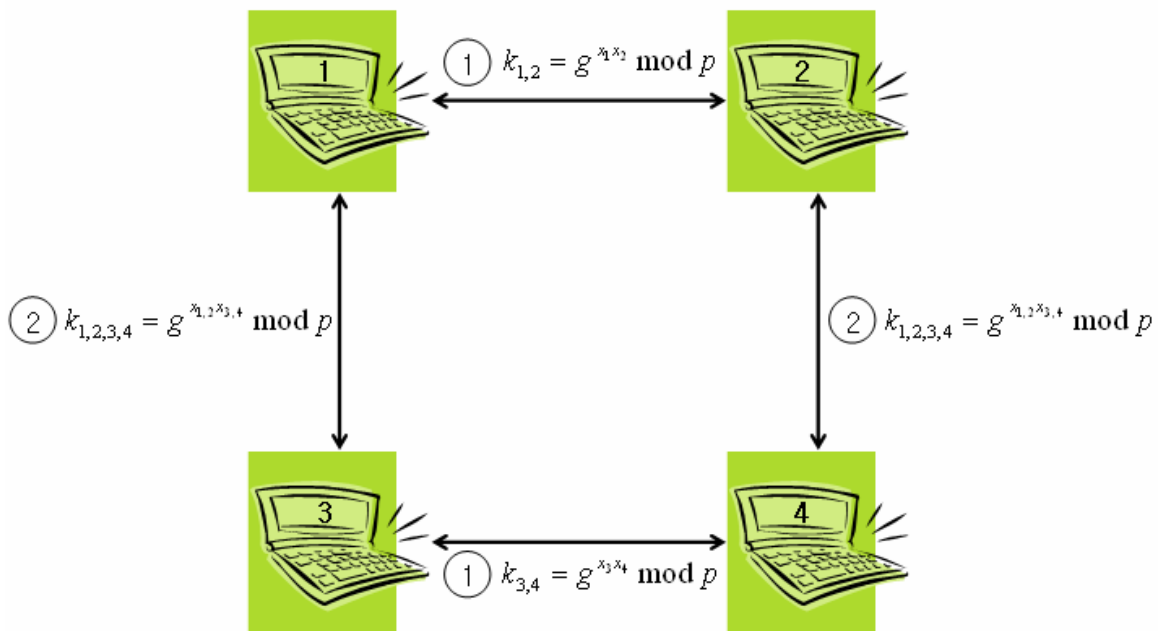 1
① k₁,₂ = g^{x₁x₂} mod p
2
② k₁,₂,₃,₄ = g^{x₁,₂x₃,₄} mod p
② k₁,₂,₃,₄ = g^{x₁,₂x₃,₄} mod p
3
① k₃,₄ = g^{x₃x₄} mod p
4